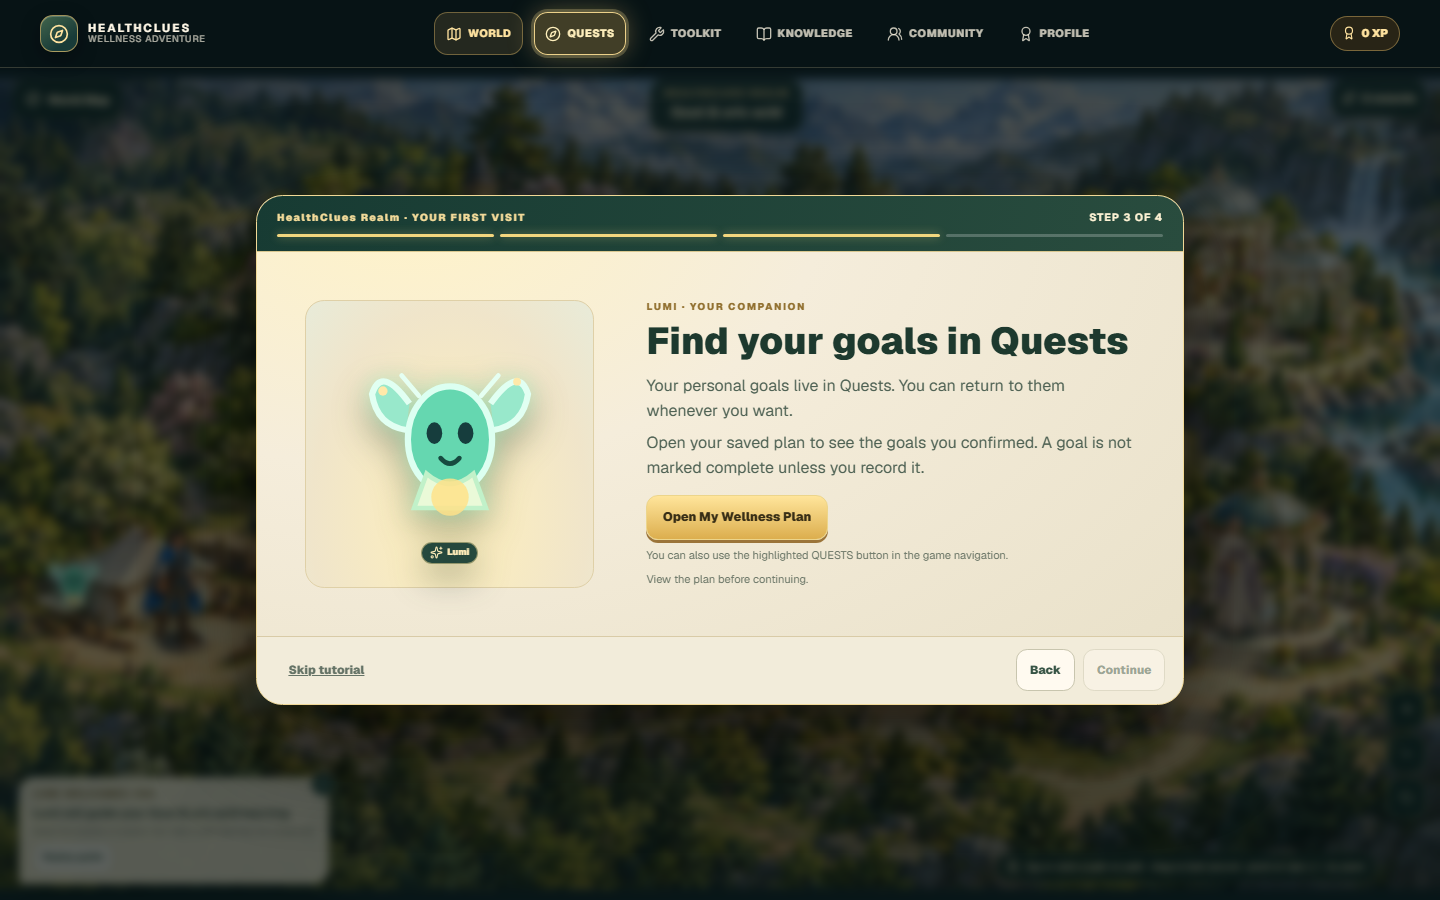 HEALTHCLUES
WELLNESS ADVENTURE
WORLD
QUESTS
TOOLKIT
KNOWLEDGE
COMMUNITY
PROFILE
0 XP
HealthClues Realm · YOUR FIRST VISIT
STEP 3 OF 4
LUMI · YOUR COMPANION
Find your goals in Quests
Your personal goals live in Quests. You can return to them
whenever you want.
Open your saved plan to see the goals you confirmed. A goal is not
marked complete unless you record it.
Open My Wellness Plan
You can also use the highlighted QUESTS button in the game navigation.
View the plan before continuing.
Lumi
Skip tutorial
Back
Continue